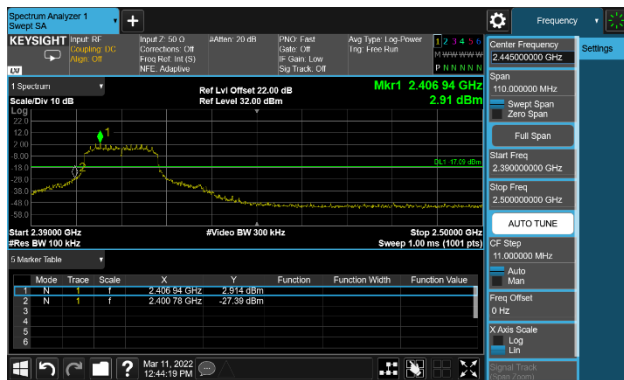 Spectrum Analyzer 1
Swept SA
+
Frequency
KEYSIGHT
Input: RF
Coupling: DC
Align: Off
Input Z: 50 Ω
Corrections: Off
Freq Ref: Int (S)
NFE: Adaptive
#Atten: 20 dB
PNO: Fast
Gate: Off
IF Gain: Low
Sig Track: Off
Avg Type: Log-Power
Trig: Free Run
1 2 3 4 5 6
M W W W W W
P N N N N N
LXI
1 Spectrum
Scale/Div 10 dB
Ref Lvl Offset 22.00 dB
Ref Level 32.00 dBm
Mkr1 2.406 94 GHz
2.91 dBm
Log
22.0
12.0
2.00
-8.00
-18.0
-28.0
-38.0
-48.0
-58.0
1
2
DL1 -17.09 dBm
Start 2.39000 GHz
#Video BW 300 kHz
Stop 2.50000 GHz
#Res BW 100 kHz
Sweep 1.00 ms (1001 pts)
5 Marker Table
Mode Trace Scale X Y Function Function Width Function Value
1 N 1 f 2.406 94 GHz 2.914 dBm
2 N 1 f 2.400 78 GHz -27.39 dBm
3
4
5
6
Mar 11, 2022
12:44:19 PM
?
Center Frequency
2.445000000 GHz
Settings
Span
110.000000 MHz
Swept Span
Zero Span
Full Span
Start Freq
2.390000000 GHz
Stop Freq
2.500000000 GHz
AUTO TUNE
CF Step
11.000000 MHz
Auto
Man
Freq Offset
0 Hz
X Axis Scale
Log
Lin
Signal Track
(Span Zoom)